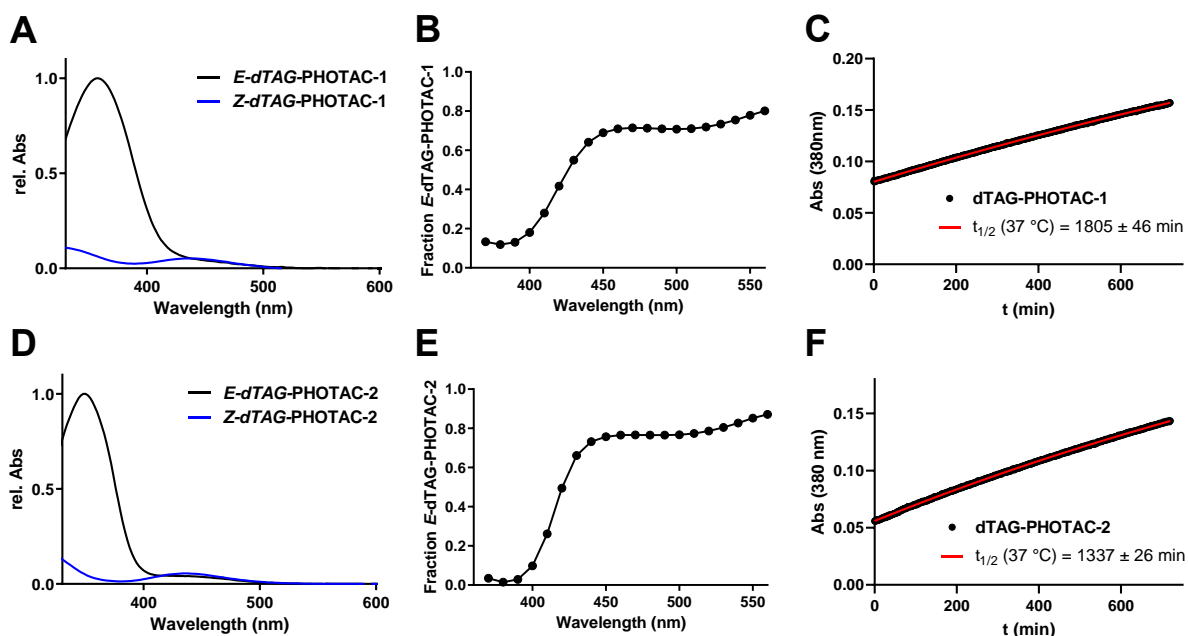 A
rel. Abs
1.0
0.5
0.0
400
500
600
Wavelength (nm)
E-dTAG-PHOTAC-1
Z-dTAG-PHOTAC-1
B
Fraction E-dTAG-PHOTAC-1
1.0
0.8
0.6
0.4
0.2
0.0
400
450
500
550
Wavelength (nm)
C
Abs (380nm)
0.20
0.15
0.10
0.05
0.00
0
200
400
600
t (min)
dTAG-PHOTAC-1
t1/2 (37 °C) = 1805 ± 46 min
D
rel. Abs
1.0
0.5
0.0
400
500
600
Wavelength (nm)
E-dTAG-PHOTAC-2
Z-dTAG-PHOTAC-2
E
Fraction E-dTAG-PHOTAC-2
1.0
0.8
0.6
0.4
0.2
0.0
400
450
500
550
Wavelength (nm)
F
Abs (380 nm)
0.15
0.10
0.05
0.00
0
200
400
600
t (min)
dTAG-PHOTAC-2
t1/2 (37 °C) = 1337 ± 26 min